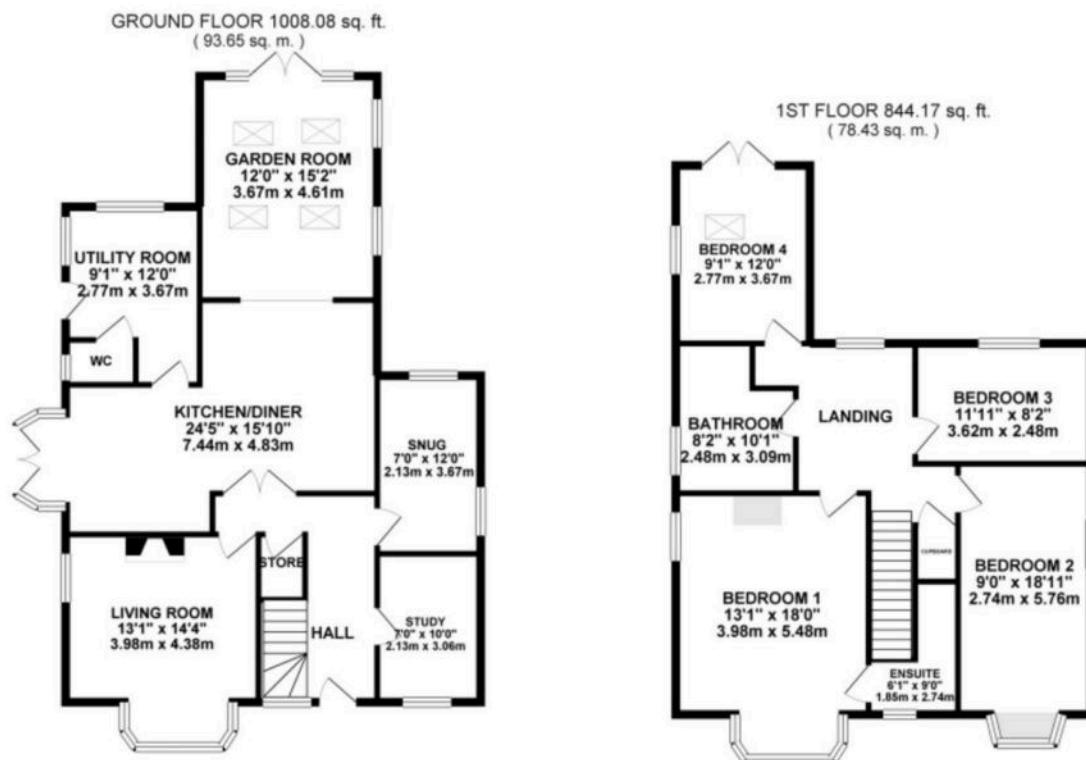 GROUND FLOOR 1008.08 sq. ft.
( 93.65 sq. m. )
GARDEN ROOM
12'0" x 15'2"
3.67m x 4.61m
UTILITY ROOM
9'1" x 12'0"
2.77m x 3.67m
WC
KITCHEN/DINER
24'5" x 15'10"
7.44m x 4.83m
SNUG
7'0" x 12'0"
2.13m x 3.67m
STORE
LIVING ROOM
13'1" x 14'4"
3.98m x 4.38m
HALL
STUDY
7'0" x 10'0"
2.13m x 3.06m
1ST FLOOR 844.17 sq. ft.
( 78.43 sq. m. )
BEDROOM 4
9'1" x 12'0"
2.77m x 3.67m
BATHROOM
8'2" x 10'1"
2.48m x 3.09m
LANDING
BEDROOM 3
11'11" x 8'2"
3.62m x 2.48m
CUPBOARD
BEDROOM 2
9'0" x 18'11"
2.74m x 5.76m
BEDROOM 1
13'1" x 18'0"
3.98m x 5.48m
ENSUITE
6'1" x 9'0"
1.85m x 2.74m